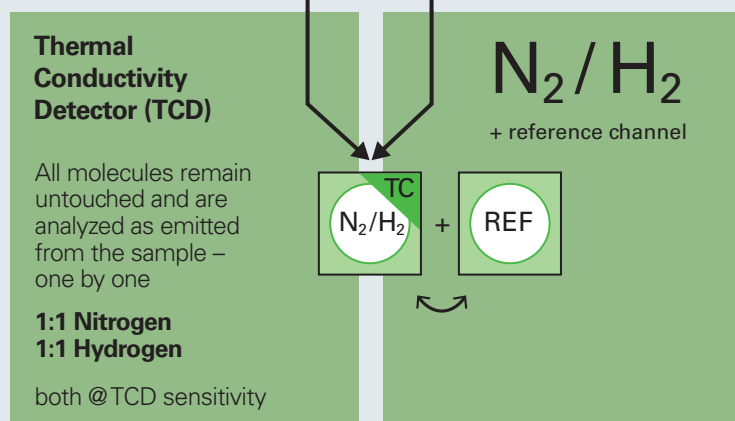 Thermal
Conductivity
Detector (TCD)
All molecules remain
untouched and are
analyzed as emitted
from the sample –
one by one
1:1 Nitrogen
1:1 Hydrogen
both @ TCD sensitivity
N₂ / H₂
+ reference channel
TC
N₂/H₂ + REF